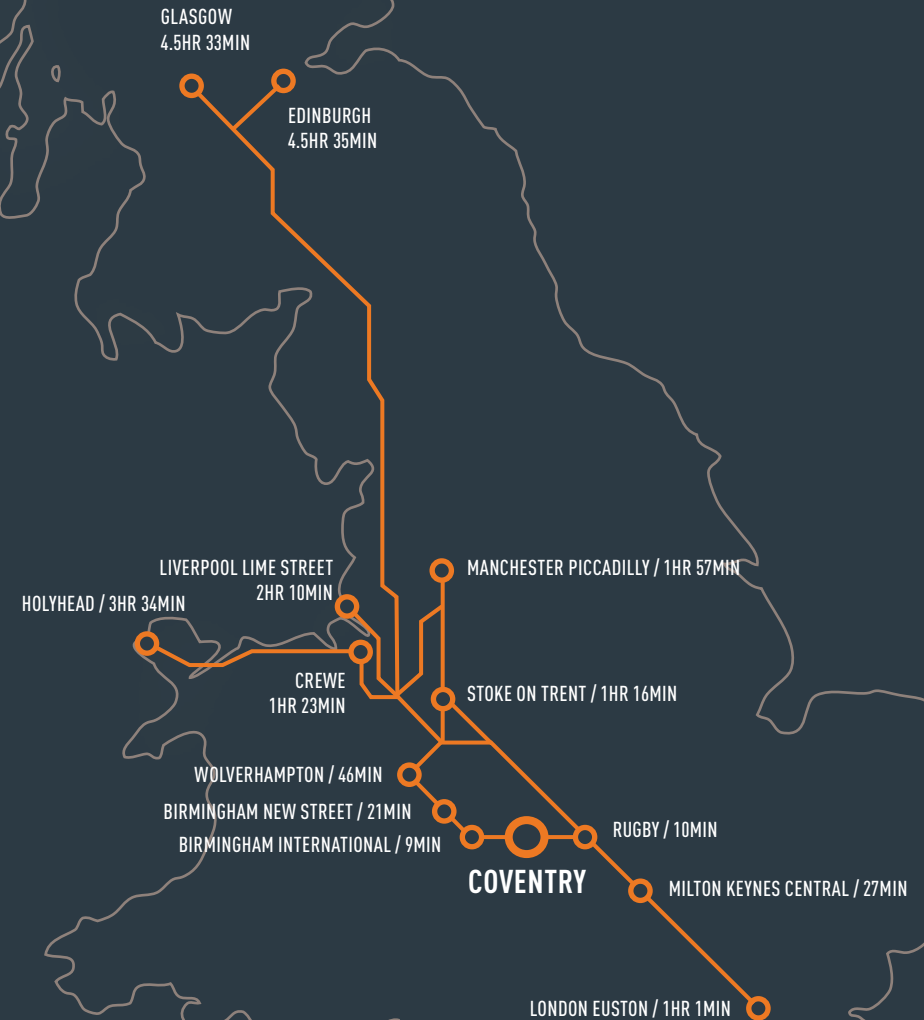 GLASGOW
4.5HR 33MIN
EDINBURGH
4.5HR 35MIN
LIVERPOOL LIME STREET
2HR 10MIN
MANCHESTER PICCADILLY / 1HR 57MIN
HOLYHEAD / 3HR 34MIN
CREWE
1HR 23MIN
STOKE ON TRENT / 1HR 16MIN
WOLVERHAMPTON / 46MIN
BIRMINGHAM NEW STREET / 21MIN
RUGBY / 10MIN
BIRMINGHAM INTERNATIONAL / 9MIN
COVENTRY
MILTON KEYNES CENTRAL / 27MIN
LONDON EUSTON / 1HR 1MIN